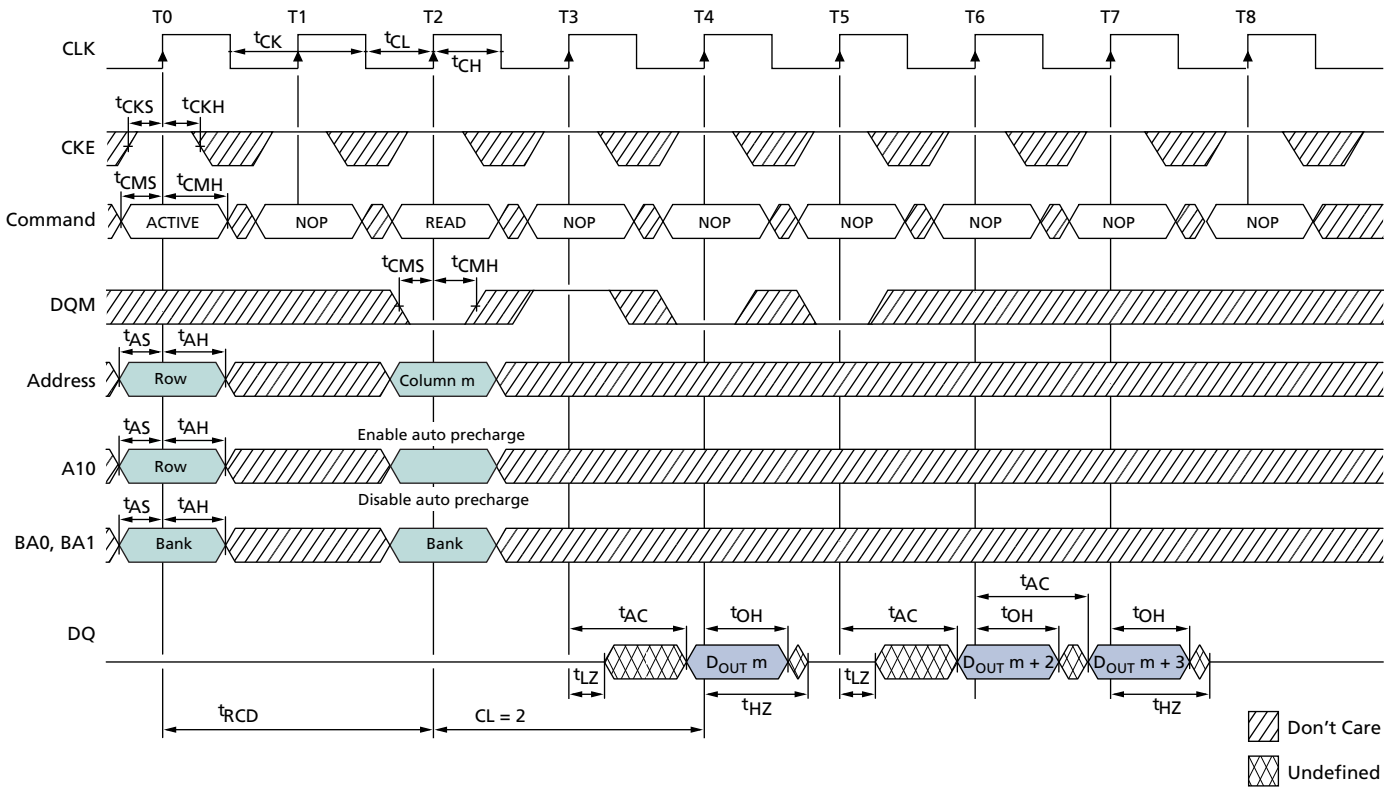 T0 T1 T2 T3 T4 T5 T6 T7 T8
CLK
tCK tCL
tCH
tCKS tCKH
CKE
tCMS tCMH
Command ACTIVE NOP READ NOP NOP NOP NOP NOP NOP
tCMS tCMH
DQM
tAS tAH
Address Row Column m
tAS tAH Enable auto precharge
A10 Row
tAS tAH Disable auto precharge
BA0, BA1 Bank Bank
tAC
tAC tOH tAC tOH tOH
DQ
DOUT m DOUT m + 2 DOUT m + 3
tLZ tLZ
tHZ tHZ
tRCD CL = 2
Don't Care
Undefined